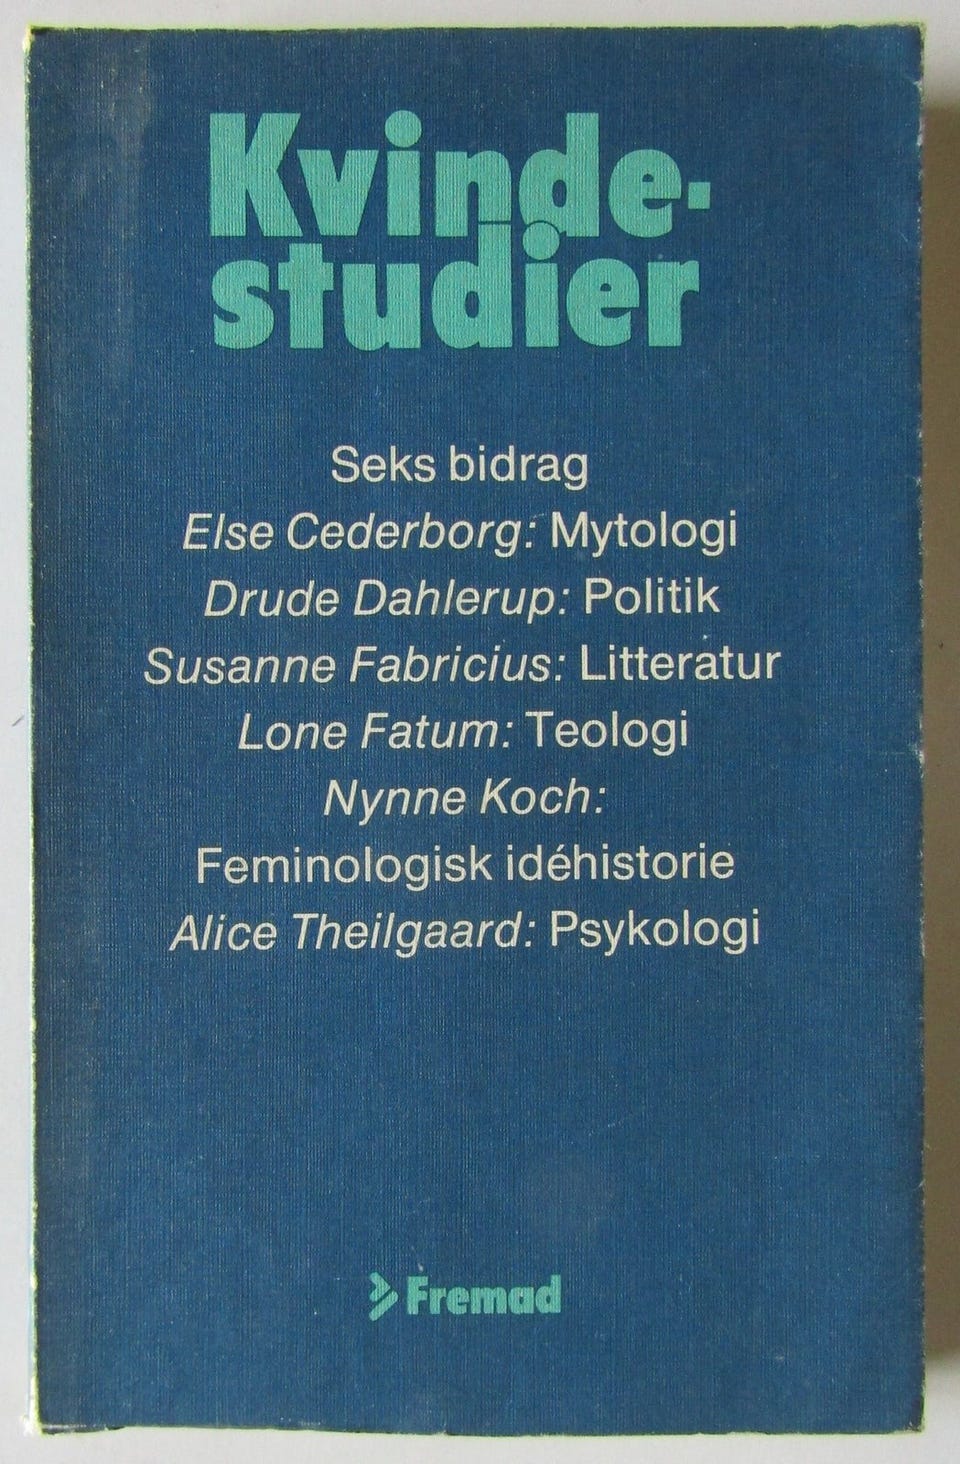 Kvinde-
studier
Seks bidrag
Else Cederborg: Mytologi
Drude Dahlerup: Politik
Susanne Fabricius: Litteratur
Lone Fatum: Teologi
Nynne Koch:
Feminologisk idéhistorie
Alice Theilgaard: Psykologi
Fremad